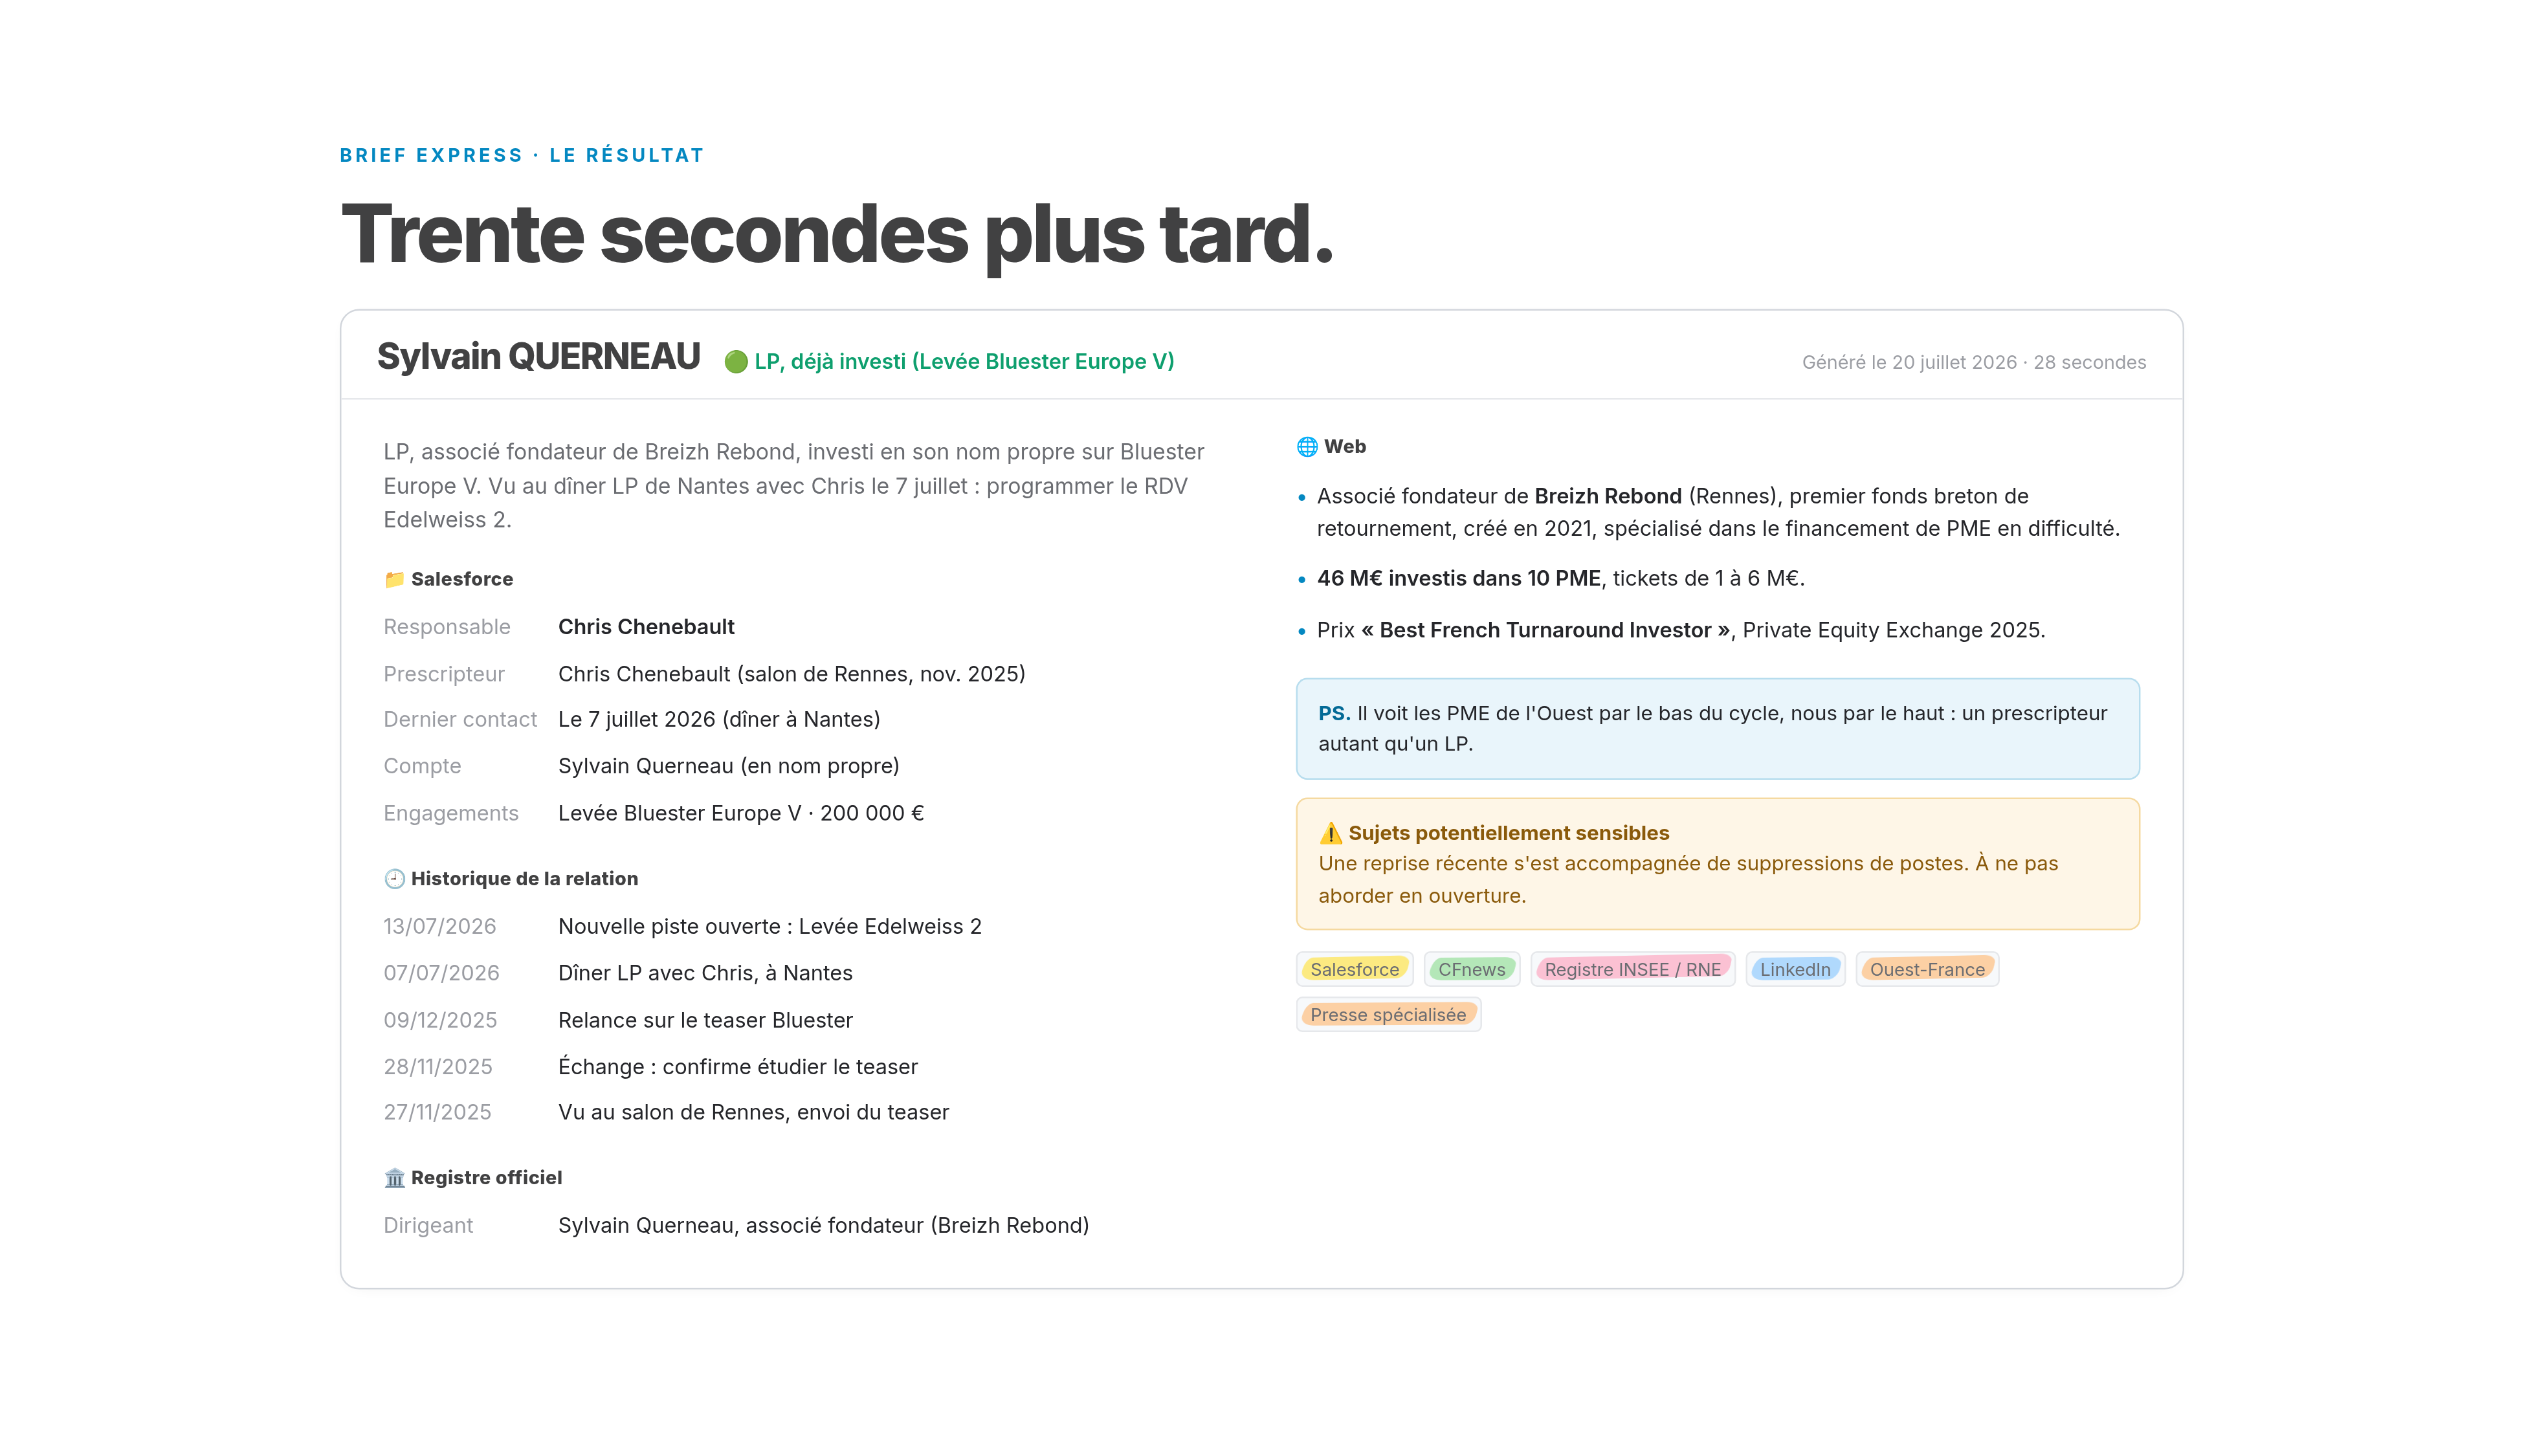 BRIEF EXPRESS · LE RÉSULTAT
Trente secondes plus tard.
Sylvain QUERNEAU 🟢 LP, déjà investi (Levée Bluester Europe V)
Généré le 20 juillet 2026 · 28 secondes
LP, associé fondateur de Breizh Rebond, investi en son nom propre sur Bluester
Europe V. Vu au dîner LP de Nantes avec Chris le 7 juillet : programmer le RDV
Edelweiss 2.
📁 Salesforce
Responsable Chris Chenebault
Prescripteur Chris Chenebault (salon de Rennes, nov. 2025)
Dernier contact Le 7 juillet 2026 (dîner à Nantes)
Compte Sylvain Querneau (en nom propre)
Engagements Levée Bluester Europe V · 200 000 €
🕘 Historique de la relation
13/07/2026 Nouvelle piste ouverte : Levée Edelweiss 2
07/07/2026 Dîner LP avec Chris, à Nantes
09/12/2025 Relance sur le teaser Bluester
28/11/2025 Échange : confirme étudier le teaser
27/11/2025 Vu au salon de Rennes, envoi du teaser
🏛️ Registre officiel
Dirigeant Sylvain Querneau, associé fondateur (Breizh Rebond)
🌐 Web
• Associé fondateur de Breizh Rebond (Rennes), premier fonds breton de
retournement, créé en 2021, spécialisé dans le financement de PME en difficulté.
• 46 M€ investis dans 10 PME, tickets de 1 à 6 M€.
• Prix « Best French Turnaround Investor », Private Equity Exchange 2025.
PS. Il voit les PME de l'Ouest par le bas du cycle, nous par le haut : un prescripteur
autant qu'un LP.
⚠️ Sujets potentiellement sensibles
Une reprise récente s'est accompagnée de suppressions de postes. À ne pas
aborder en ouverture.
Salesforce CFnews Registre INSEE / RNE LinkedIn Ouest-France
Presse spécialisée